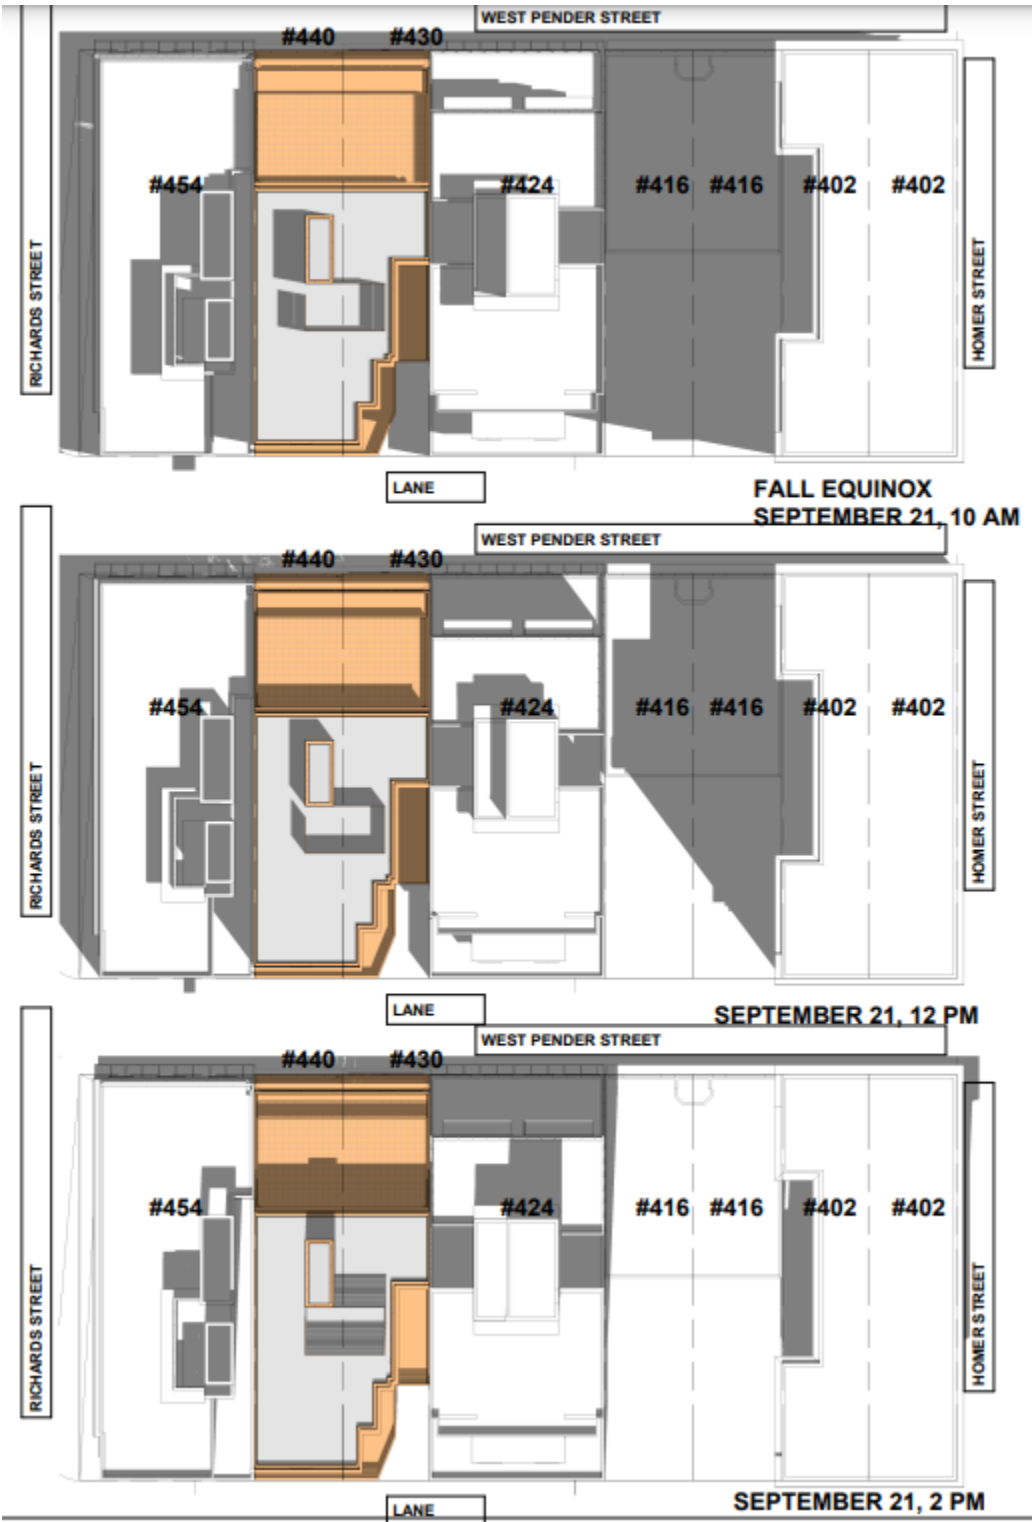 WEST PENDER STREET
#440 #430
#454 #424 #416 #416 #402 #402
RICHARDS STREET
HOMER STREET
LANE
FALL EQUINOX
SEPTEMBER 21, 10 AM
WEST PENDER STREET
#440 #430
#454 #424 #416 #416 #402 #402
RICHARDS STREET
HOMER STREET
LANE
SEPTEMBER 21, 12 PM
WEST PENDER STREET
#440 #430
#454 #424 #416 #416 #402 #402
RICHARDS STREET
HOMER STREET
SEPTEMBER 21, 2 PM
LANE